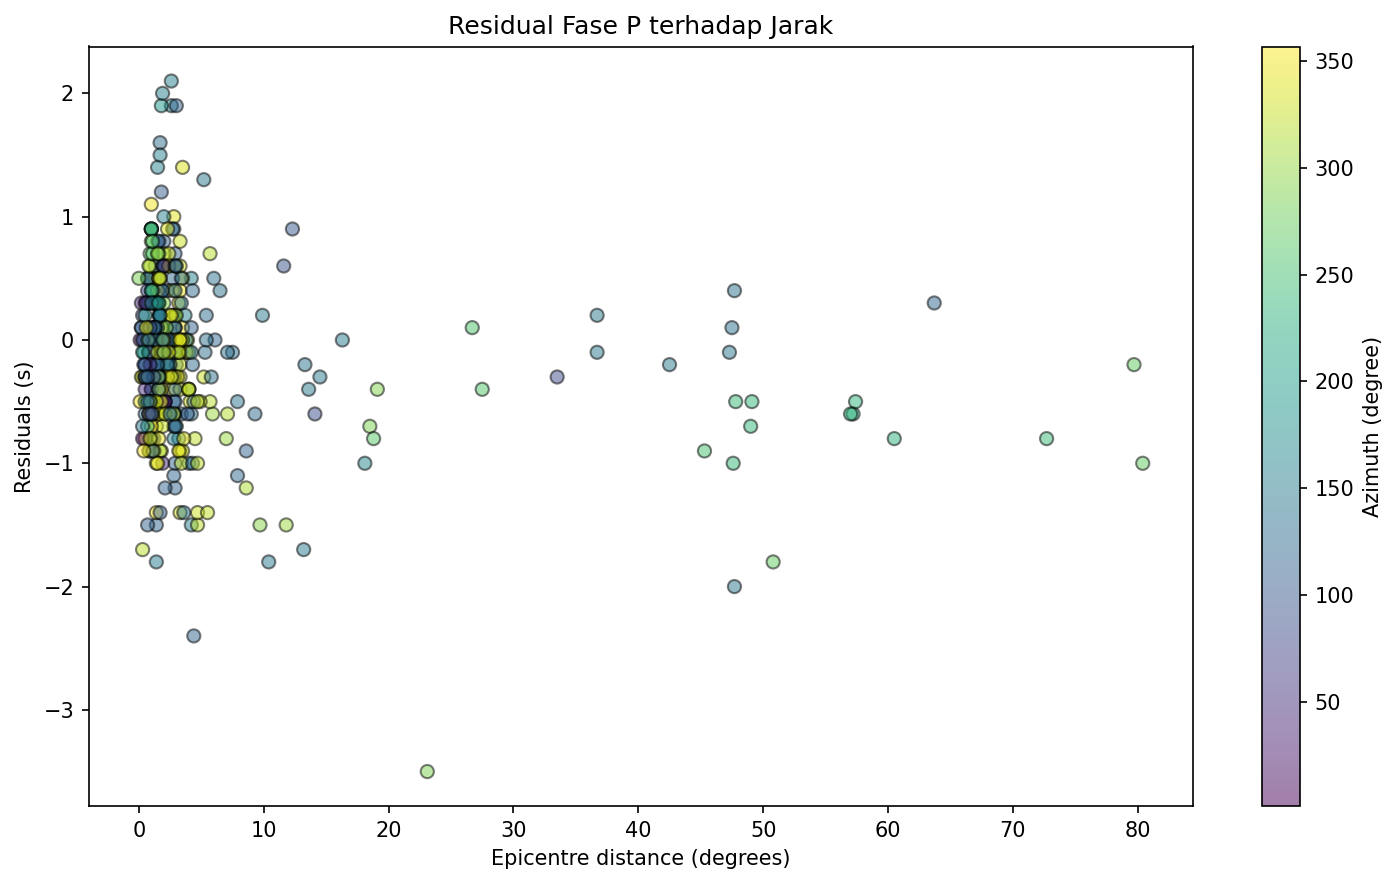 Residual Fase P terhadap Jarak
Residuals (s)
2
1
0
−1
−2
−3
0 10 20 30 40 50 60 70 80
Epicentre distance (degrees)
350
300
250
200
150
100
50
Azimuth (degree)